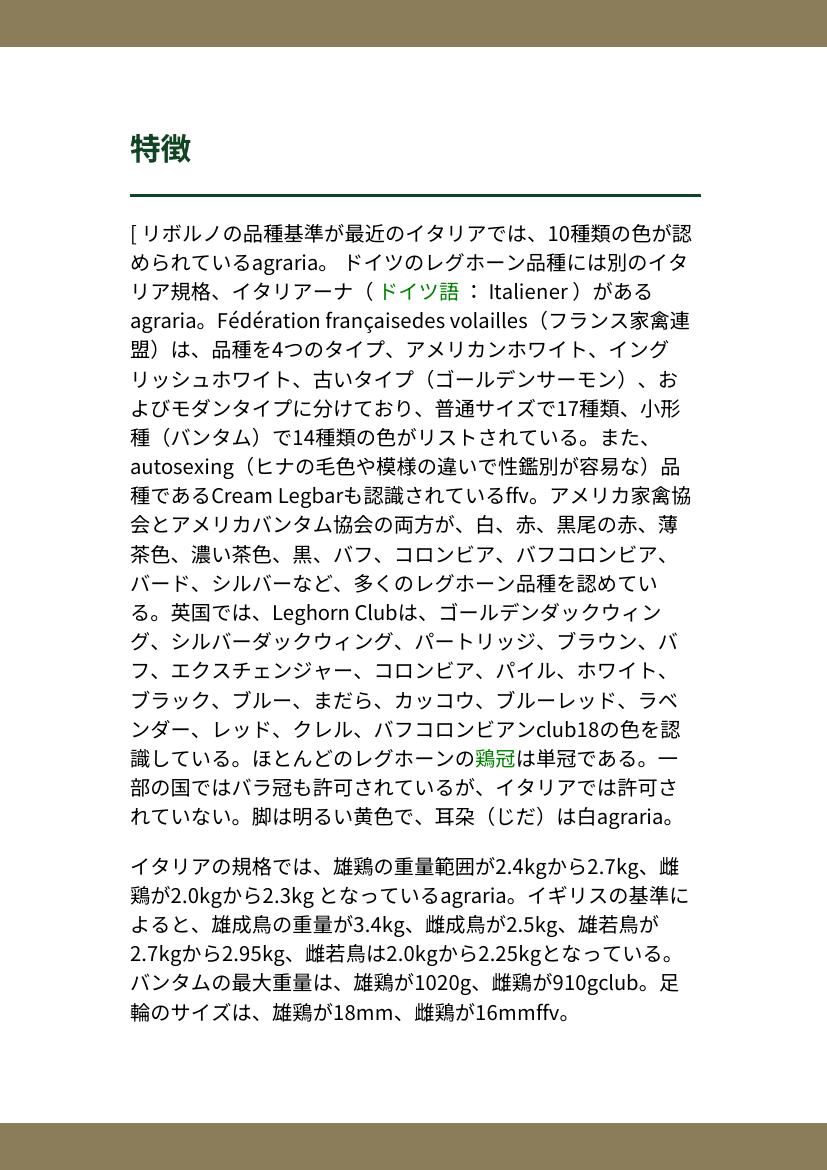 特徴
[ リボルノの品種基準が最近のイタリアでは、10種類の色が認
められているagraria。 ドイツのレグホーン品種には別のイタ
リア規格、イタリアーナ（ ドイツ語 ： Italiener ）がある
agraria。Fédération françaisedes volailles（フランス家禽連
盟）は、品種を4つのタイプ、アメリカンホワイト、イング
リッシュホワイト、古いタイプ（ゴールデンサーモン）、お
よびモダンタイプに分けており、普通サイズで17種類、小形
種（バンタム）で14種類の色がリストされている。また、
autosexing（ヒナの毛色や模様の違いで性鑑別が容易な）品
種であるCream Legbarも認識されているffv。アメリカ家禽協
会とアメリカバンタム協会の両方が、白、赤、黒尾の赤、薄
茶色、濃い茶色、黒、バフ、コロンビア、バフコロンビア、
バード、シルバーなど、多くのレグホーン品種を認めてい
る。英国では、Leghorn Clubは、ゴールデンダックウィン
グ、シルバーダックウィング、パートリッジ、ブラウン、バ
フ、エクスチェンジャー、コロンビア、パイル、ホワイト、
ブラック、ブルー、まだら、カッコウ、ブルーレッド、ラベ
ンダー、レッド、クレル、バフコロンビアンclub18の色を認
識している。ほとんどのレグホーンの鶏冠は単冠である。一
部の国ではバラ冠も許可されているが、イタリアでは許可さ
れていない。脚は明るい黄色で、耳朶（じだ）は白agraria。
イタリアの規格では、雄鶏の重量範囲が2.4kgから2.7kg、雌
鶏が2.0kgから2.3kg となっているagraria。イギリスの基準に
よると、雄成鳥の重量が3.4kg、雌成鳥が2.5kg、雄若鳥が
2.7kgから2.95kg、雌若鳥は2.0kgから2.25kgとなっている。
バンタムの最大重量は、雄鶏が1020g、雌鶏が910gclub。足
輪のサイズは、雄鶏が18mm、雌鶏が16mmffv。